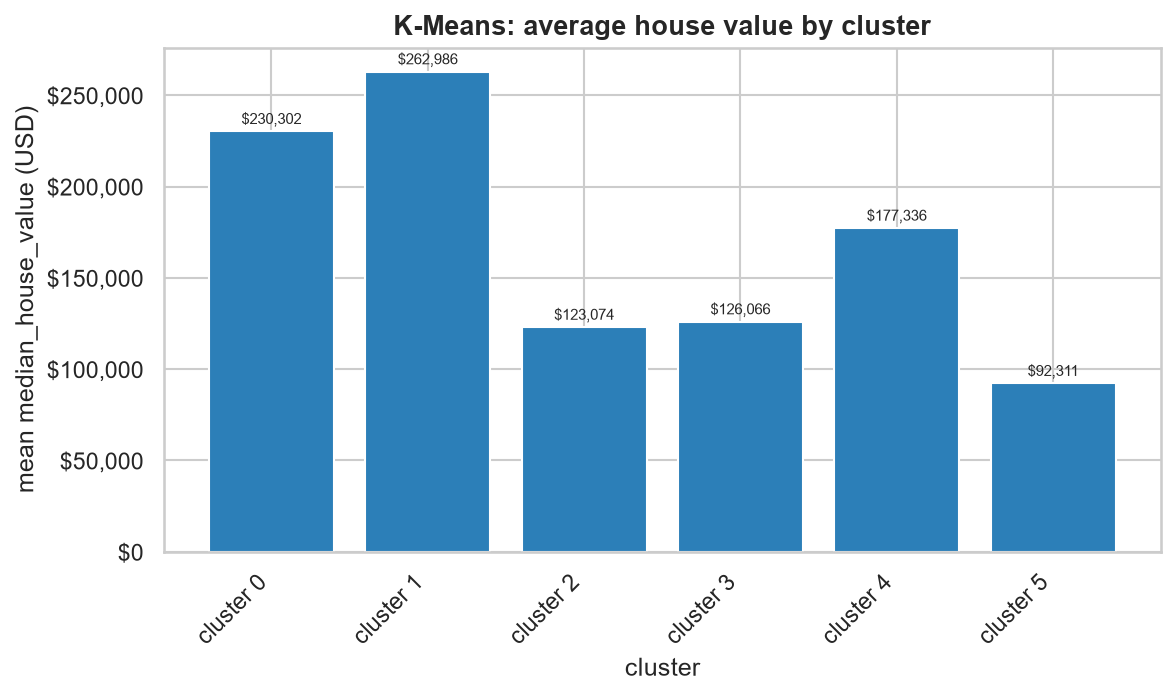 K-Means: average house value by cluster
mean median_house_value (USD)
$250,000
$200,000
$150,000
$100,000
$50,000
$0
$230,302
$262,986
$123,074
$126,066
$177,336
$92,311
cluster 0
cluster 1
cluster 2
cluster 3
cluster 4
cluster 5
cluster